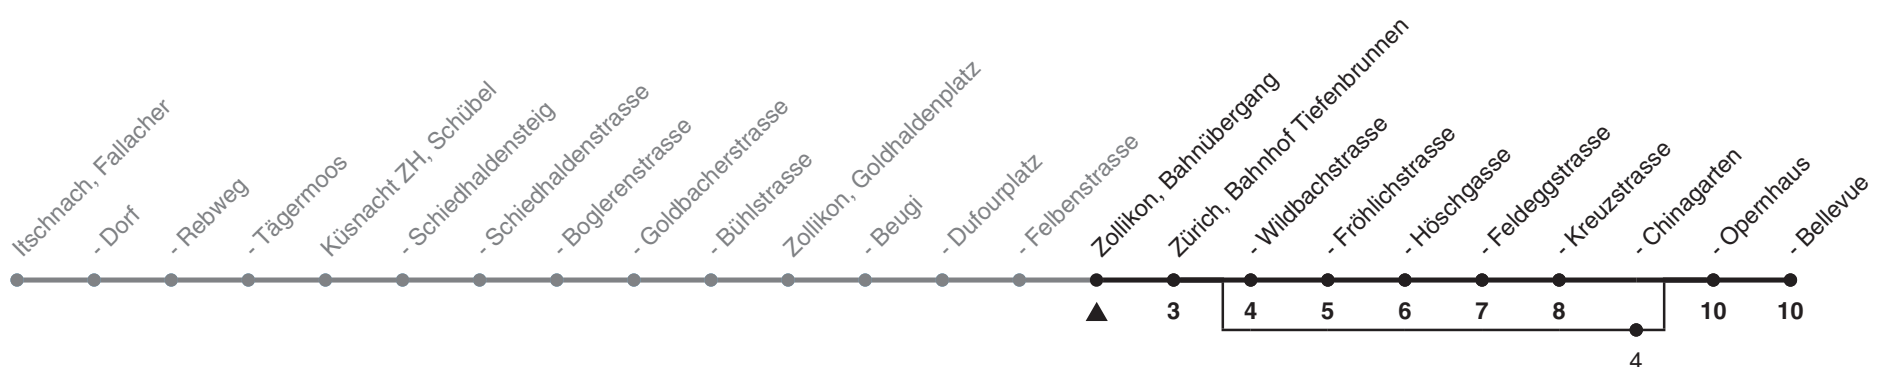 Itschnach, Fallacher
- Dorf
- Rebweg
- Tägermoos
Küsnacht ZH, Schübel
- Schiedhaldensteig
- Schiedhaldenstrasse
- Boglerenstrasse
- Goldbacherstrasse
- Bühlstrasse
Zollikon, Goldhaldenplatz
- Beugi
- Dufourplatz
- Felbenstrasse
Zollikon, Bahnübergang
Zürich, Bahnhof Tiefenbrunnen
- Wildbachstrasse
- Fröhlichstrasse
- Höschgasse
- Feldeggstrasse
- Kreuzstrasse
- Chinagarten
- Opernhaus
- Bellevue
3 4 5 6 7 8 10 10
4